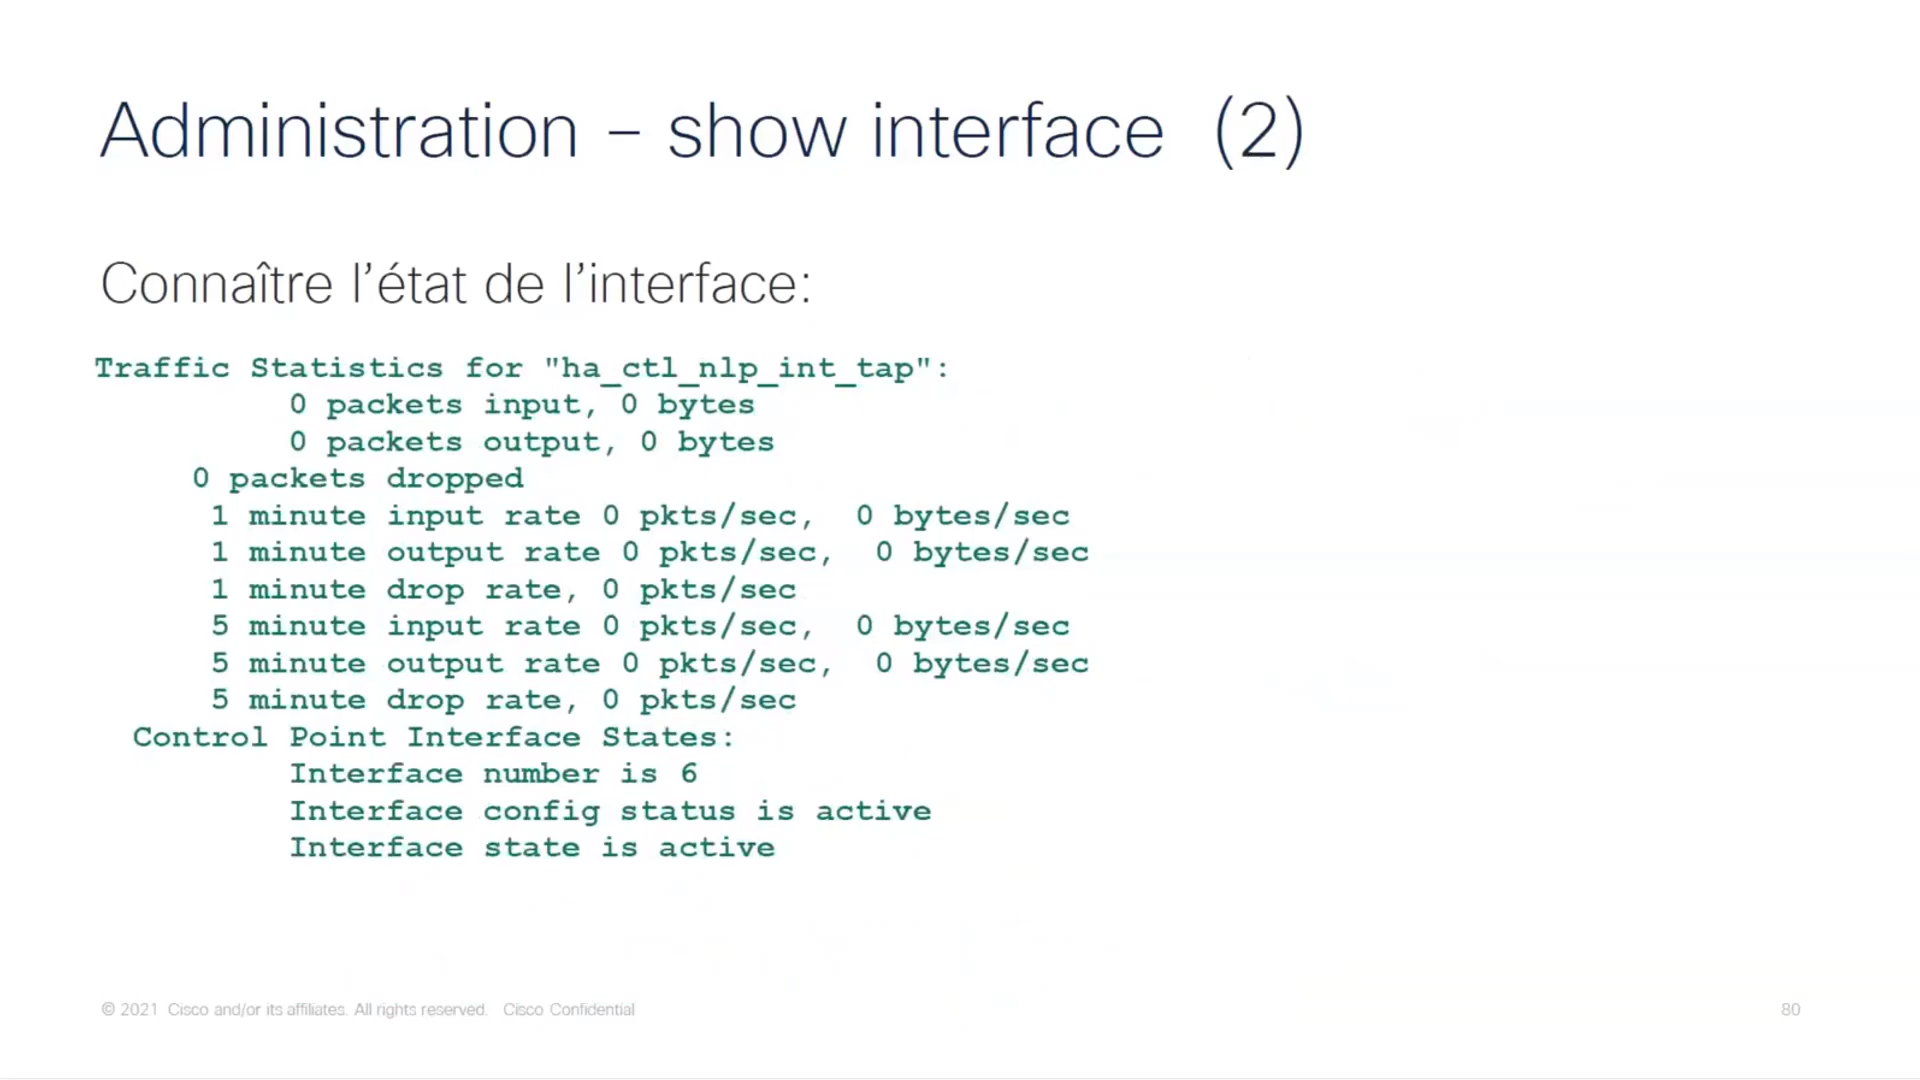 Administration – show interface (2)
Connaître l’état de l’interface:
Traffic Statistics for "ha_ctl_nlp_int_tap":
0 packets input, 0 bytes
0 packets output, 0 bytes
0 packets dropped
1 minute input rate 0 pkts/sec,  0 bytes/sec
1 minute output rate 0 pkts/sec,  0 bytes/sec
1 minute drop rate, 0 pkts/sec
5 minute input rate 0 pkts/sec,  0 bytes/sec
5 minute output rate 0 pkts/sec,  0 bytes/sec
5 minute drop rate, 0 pkts/sec
Control Point Interface States:
Interface number is 6
Interface config status is active
Interface state is active
© 2021 Cisco and/or its affiliates. All rights reserved. Cisco Confidential
80